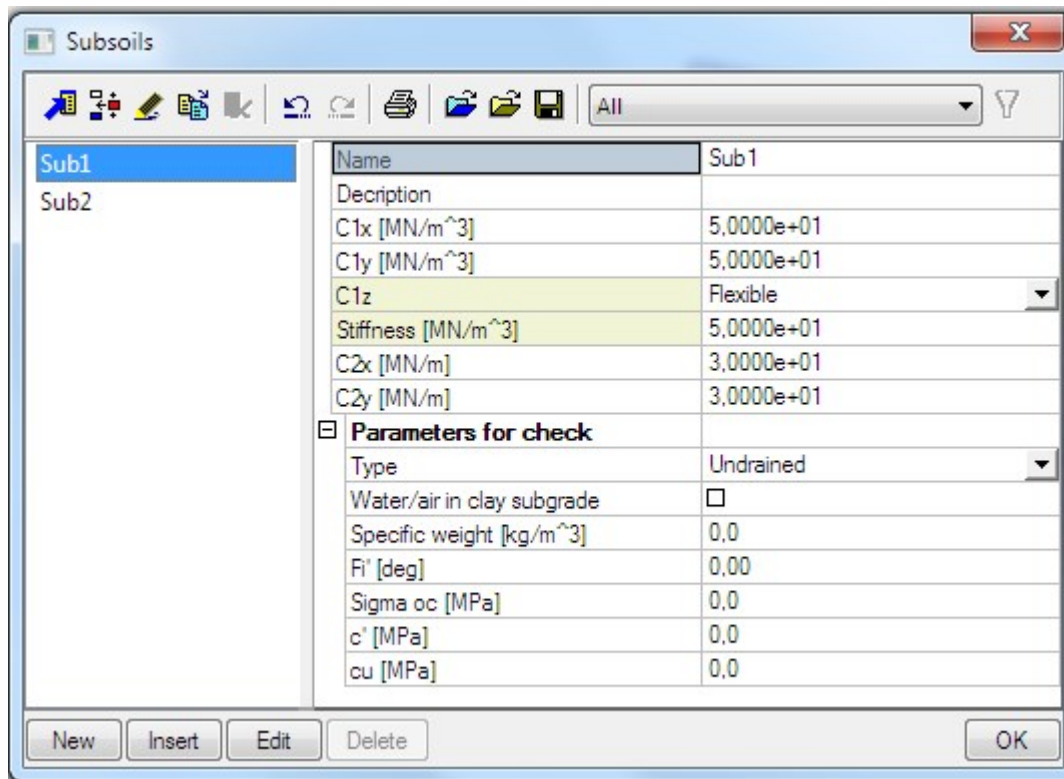 Subsoils
All
Sub1
Sub2
Name Sub1
Decription
C1x [MN/m^3] 5,0000e+01
C1y [MN/m^3] 5,0000e+01
C1z Flexible
Stiffness [MN/m^3] 5,0000e+01
C2x [MN/m] 3,0000e+01
C2y [MN/m] 3,0000e+01
Parameters for check
Type Undrained
Water/air in clay subgrade
Specific weight [kg/m^3] 0,0
Fi' [deg] 0,00
Sigma oc [MPa] 0,0
c' [MPa] 0,0
cu [MPa] 0,0
New Insert Edit Delete OK